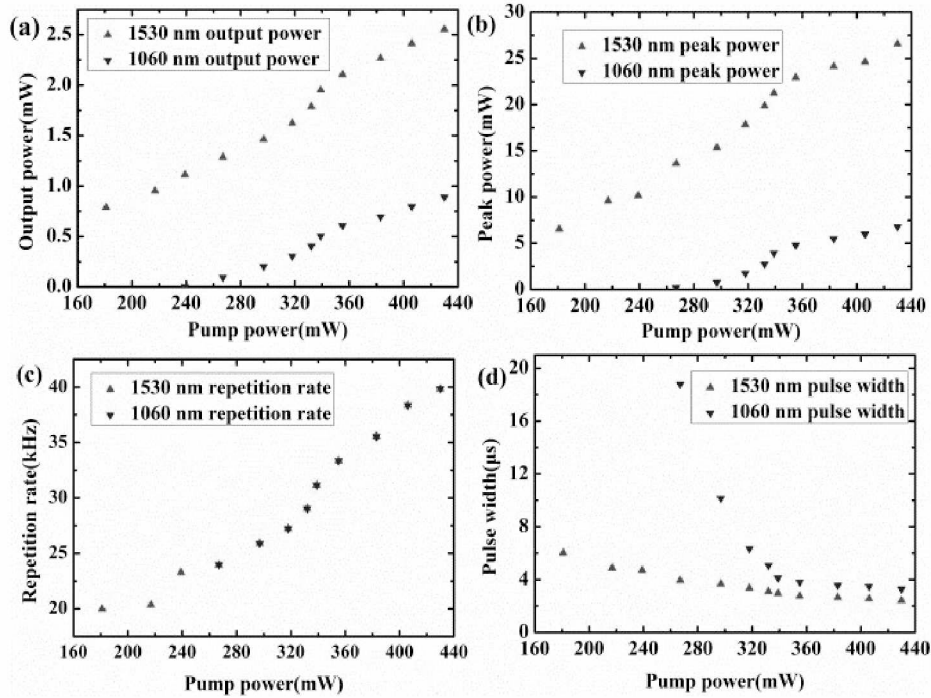 (a)
1530 nm output power
1060 nm output power
Output power(mW)
2.5
2.0
1.5
1.0
0.5
0.0
160 200 240 280 320 360 400 440
Pump power(mW)
(b)
1530 nm peak power
1060 nm peak power
Peak power(mW)
30
25
20
15
10
5
0
160 200 240 280 320 360 400 440
Pump power(mW)
(c)
1530 nm repetition rate
1060 nm repetition rate
Repetition rate(kHz)
40
35
30
25
20
160 200 240 280 320 360 400 440
Pump power(mW)
(d)
1530 nm pulse width
1060 nm pulse width
Pulse width(μs)
20
16
12
8
4
0
160 200 240 280 320 360 400 440
Pump power(mW)